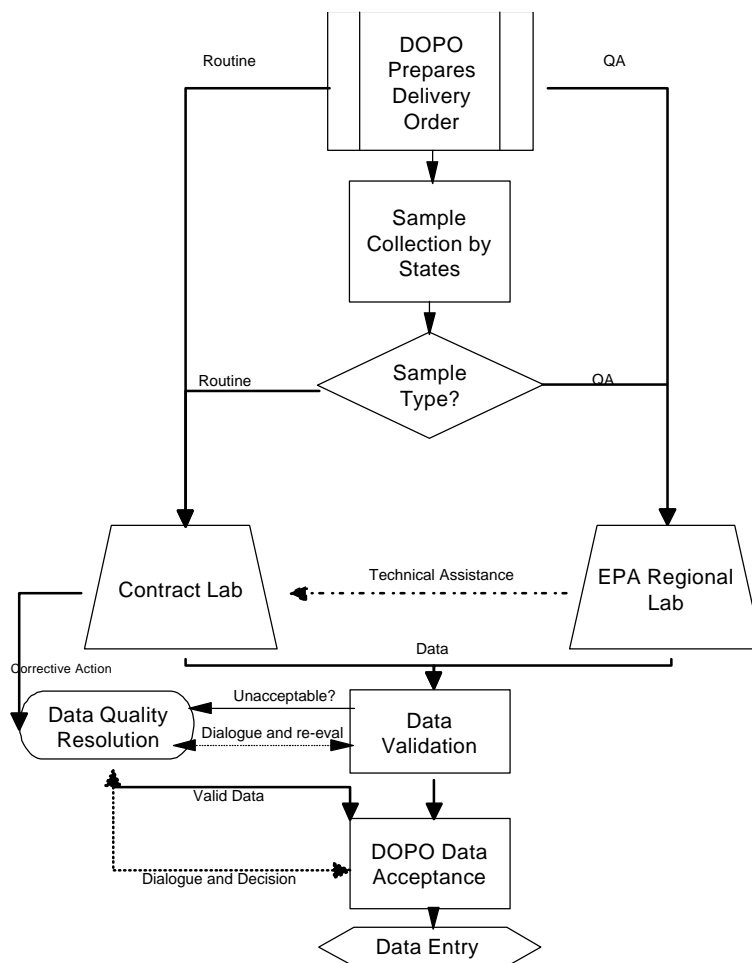 DOPO
Prepares
Delivery
Order
Routine
QA
Sample
Collection by
States
Sample
Type?
Routine
QA
Contract Lab
Technical Assistance
EPA Regional
Lab
Data
Corrective Action
Unacceptable?
Data Quality
Resolution
Dialogue and re-eval
Data
Validation
Valid Data
DOPO Data
Acceptance
Dialogue and Decision
Data Entry